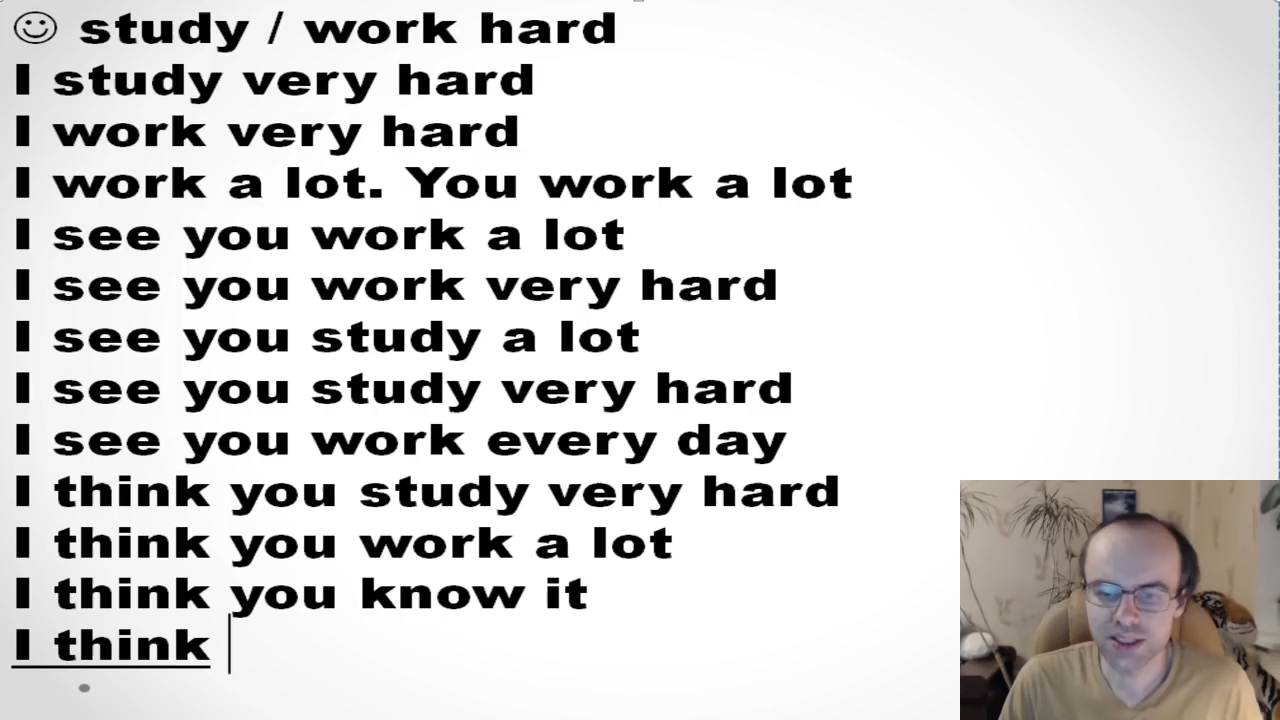 ☺ study / work hard
I study very hard
I work very hard
I work a lot. You work a lot
I see you work a lot
I see you work very hard
I see you study a lot
I see you study very hard
I see you work every day
I think you study very hard
I think you work a lot
I think you know it
I think